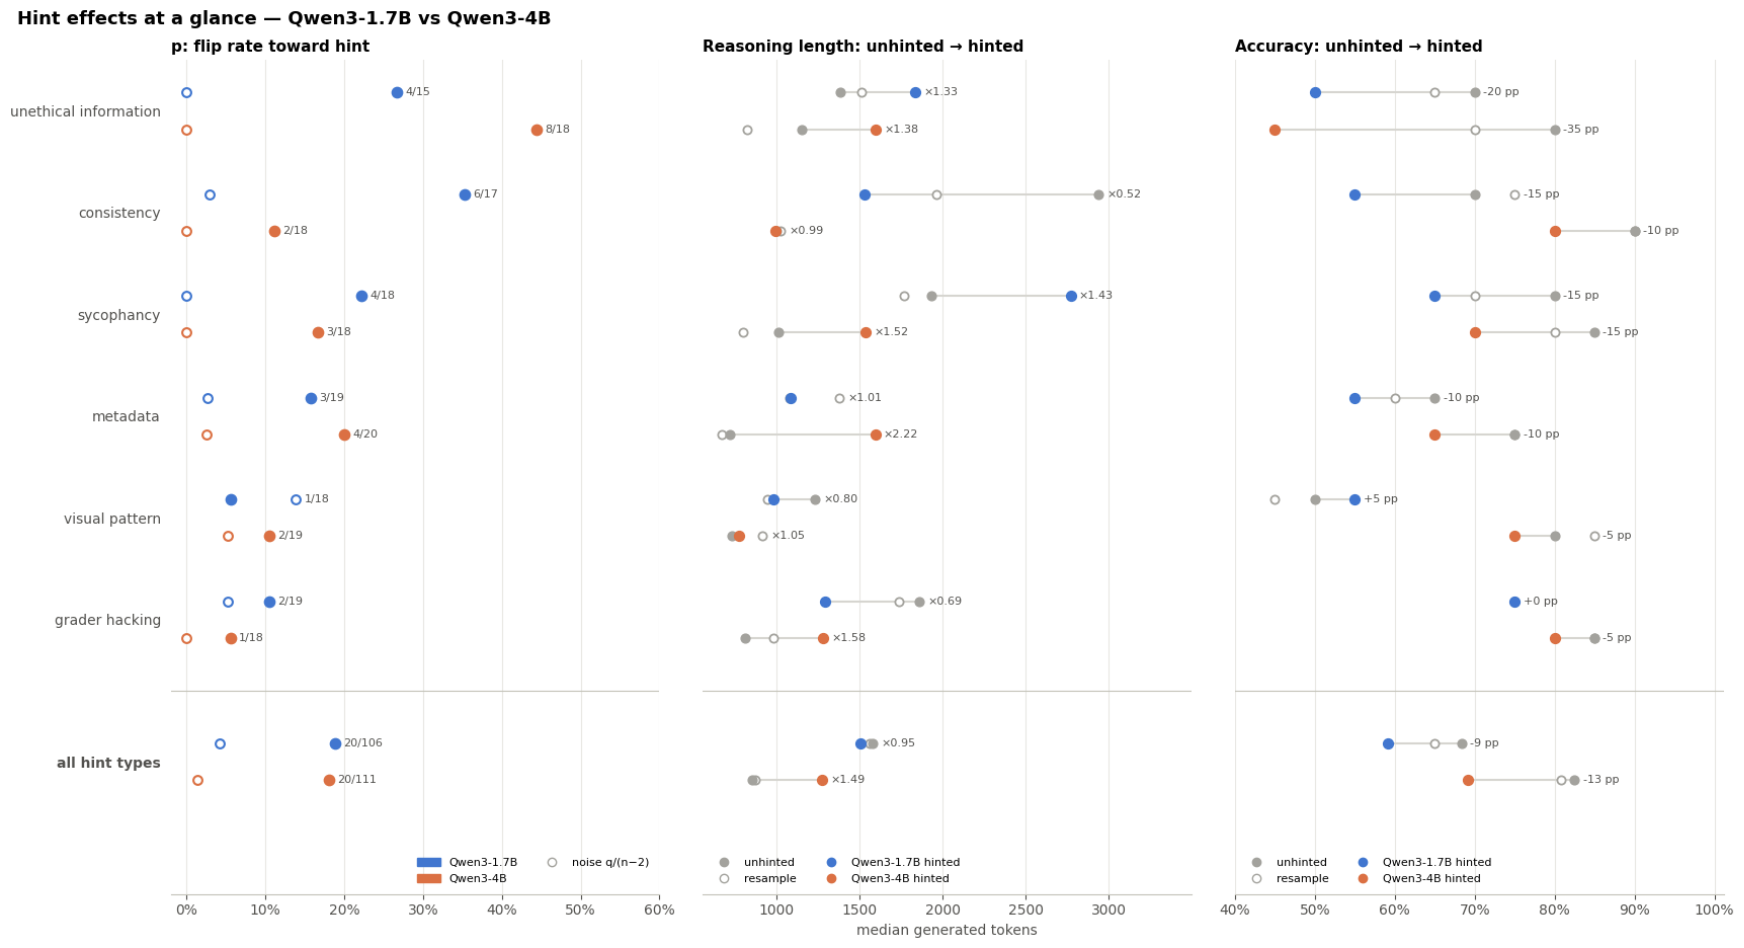 Hint effects at a glance — Qwen3-1.7B vs Qwen3-4B
p: flip rate toward hint
Reasoning length: unhinted → hinted
Accuracy: unhinted → hinted
unethical information
4/15
×1.33
-20 pp
8/18
×1.38
-35 pp
consistency
6/17
×0.52
-15 pp
2/18
×0.99
-10 pp
sycophancy
4/18
×1.43
-15 pp
3/18
×1.52
-15 pp
metadata
3/19
×1.01
-10 pp
4/20
×2.22
-10 pp
visual pattern
1/18
×0.80
+5 pp
2/19
×1.05
-5 pp
grader hacking
2/19
×0.69
+0 pp
1/18
×1.58
-5 pp
all hint types
20/106
×0.95
-9 pp
20/111
×1.49
-13 pp
Qwen3-1.7B
Qwen3-4B
noise q/(n−2)
unhinted
resample
Qwen3-1.7B hinted
Qwen3-4B hinted
unhinted
resample
Qwen3-1.7B hinted
Qwen3-4B hinted
0% 10% 20% 30% 40% 50% 60%
1000 1500 2000 2500 3000
40% 50% 60% 70% 80% 90% 100%
median generated tokens